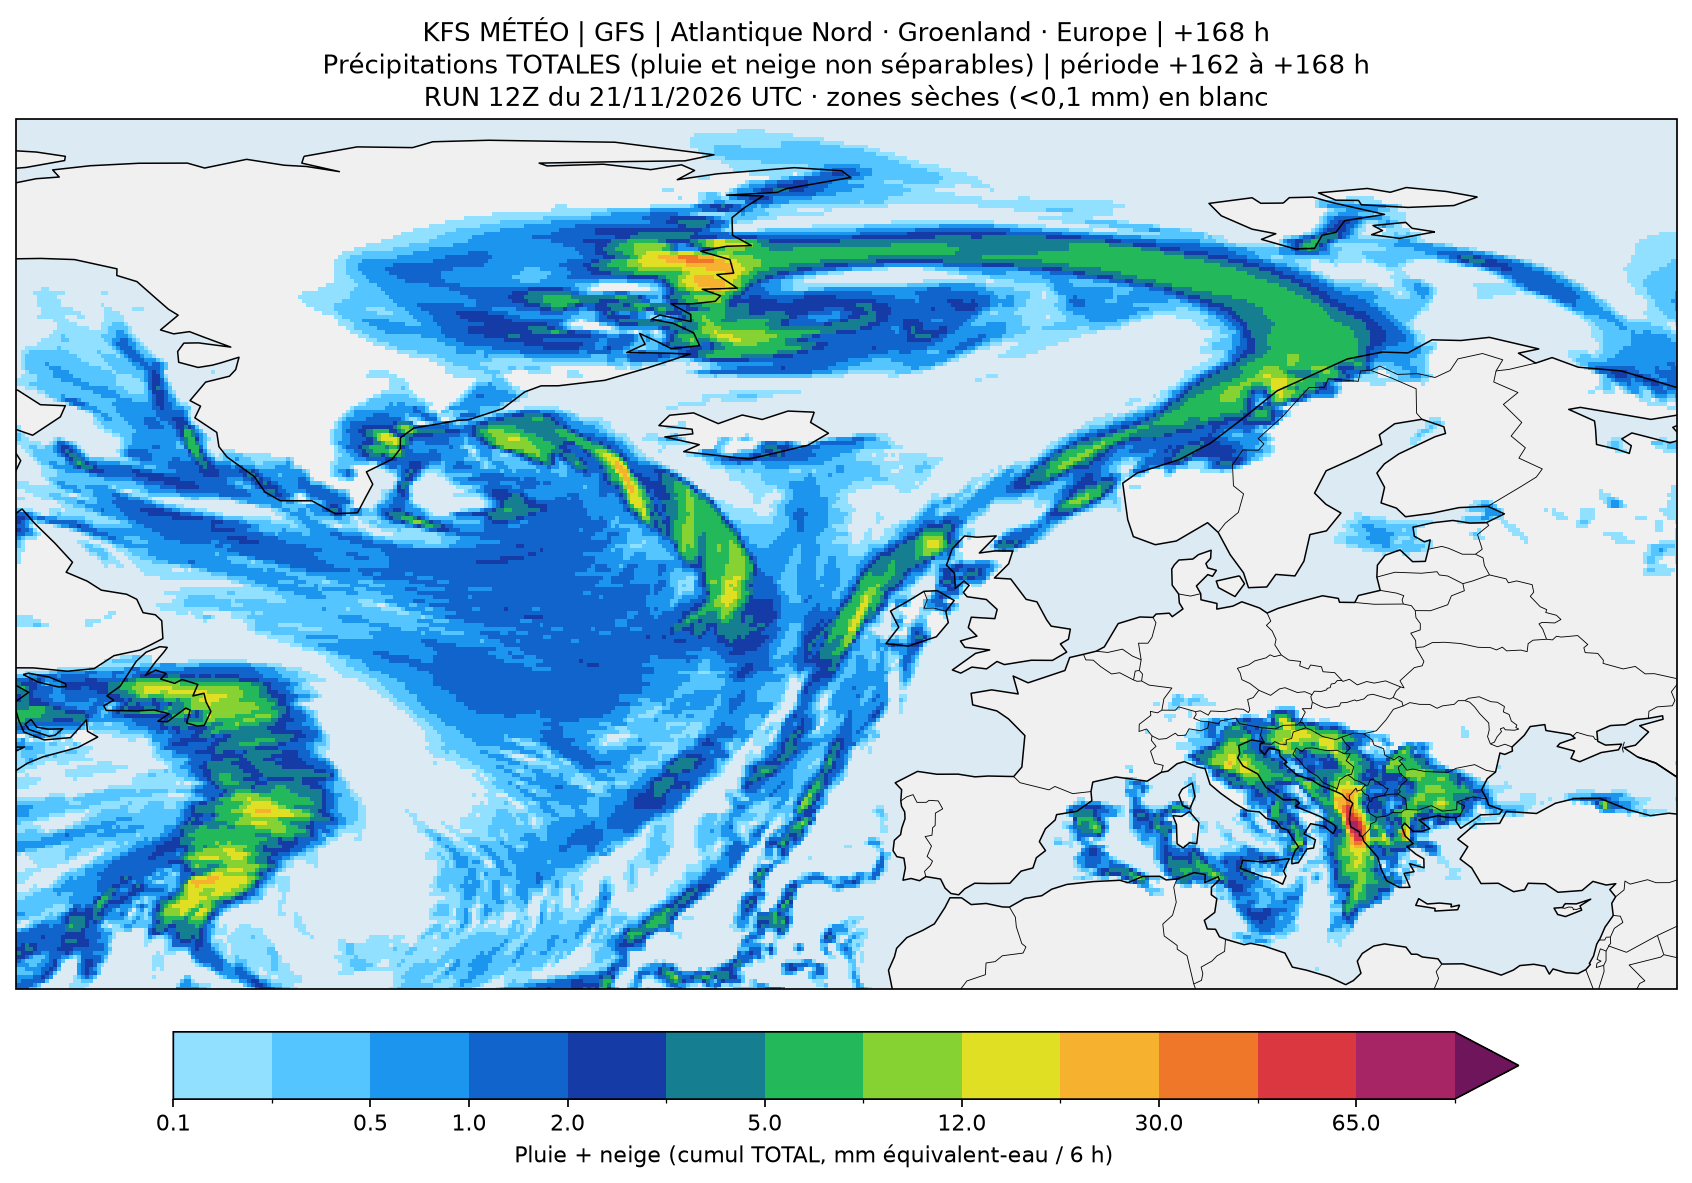 KFS MÉTÉO | GFS | Atlantique Nord · Groenland · Europe | +168 h
Précipitations TOTALES (pluie et neige non séparables) | période +162 à +168 h
RUN 12Z du 21/11/2026 UTC · zones sèches (<0,1 mm) en blanc
0.1 0.5 1.0 2.0 5.0 12.0 30.0 65.0
Pluie + neige (cumul TOTAL, mm équivalent-eau / 6 h)